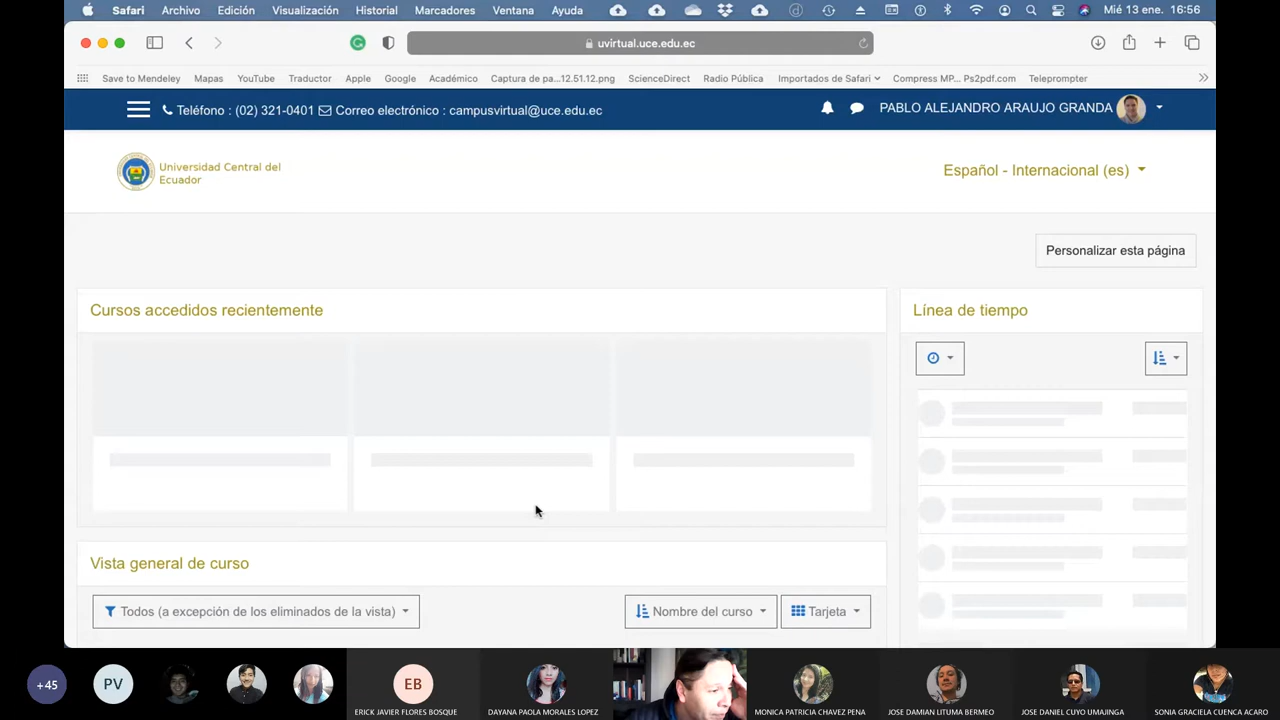 Safari Archivo Edición Visualización Historial Marcadores Ventana Ayuda Mié 13 ene. 16:56
uvirtual.uce.edu.ec
Save to Mendeley Mapas YouTube Traductor Apple Google Académico Captura de pa...12.51.12.png ScienceDirect Radio Pública Importados de Safari Compress MP... Ps2pdf.com Teleprompter
Teléfono : (02) 321-0401 Correo electrónico : campusvirtual@uce.edu.ec PABLO ALEJANDRO ARAUJO GRANDA
Universidad Central del
Ecuador
Español - Internacional (es)
Personalizar esta página
Cursos accedidos recientemente
Línea de tiempo
Vista general de curso
Todos (a excepción de los eliminados de la vista) Nombre del curso Tarjeta
+45 PV EB
ERICK JAVIER FLORES BOSQUE DAYANA PAOLA MORALES LOPEZ MONICA PATRICIA CHAVEZ PENA JOSE DAMIAN LITUMA BERMEO JOSE DANIEL CUYO UMAJINGA SONIA GRACIELA CUENCA ACARO